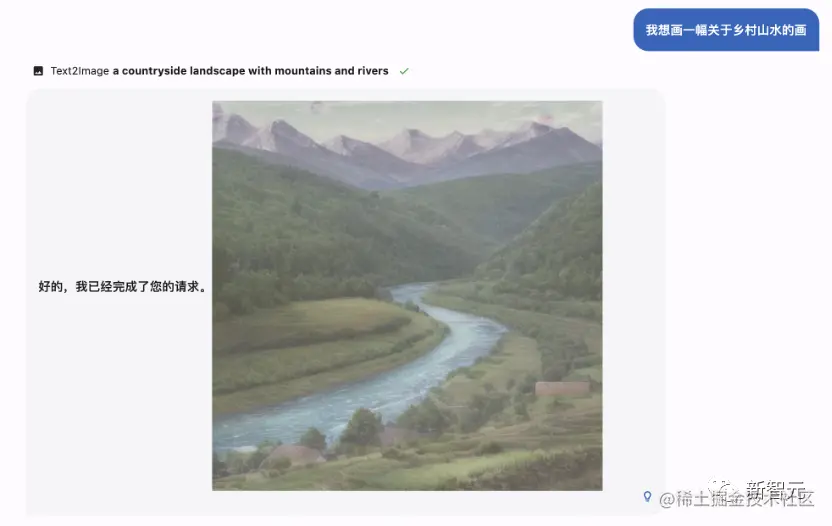 我想画一幅关于乡村山水的画
Text2Image a countryside landscape with mountains and rivers
好的，我已经完成了您的请求。
新智元
@稀土掘金技术社区